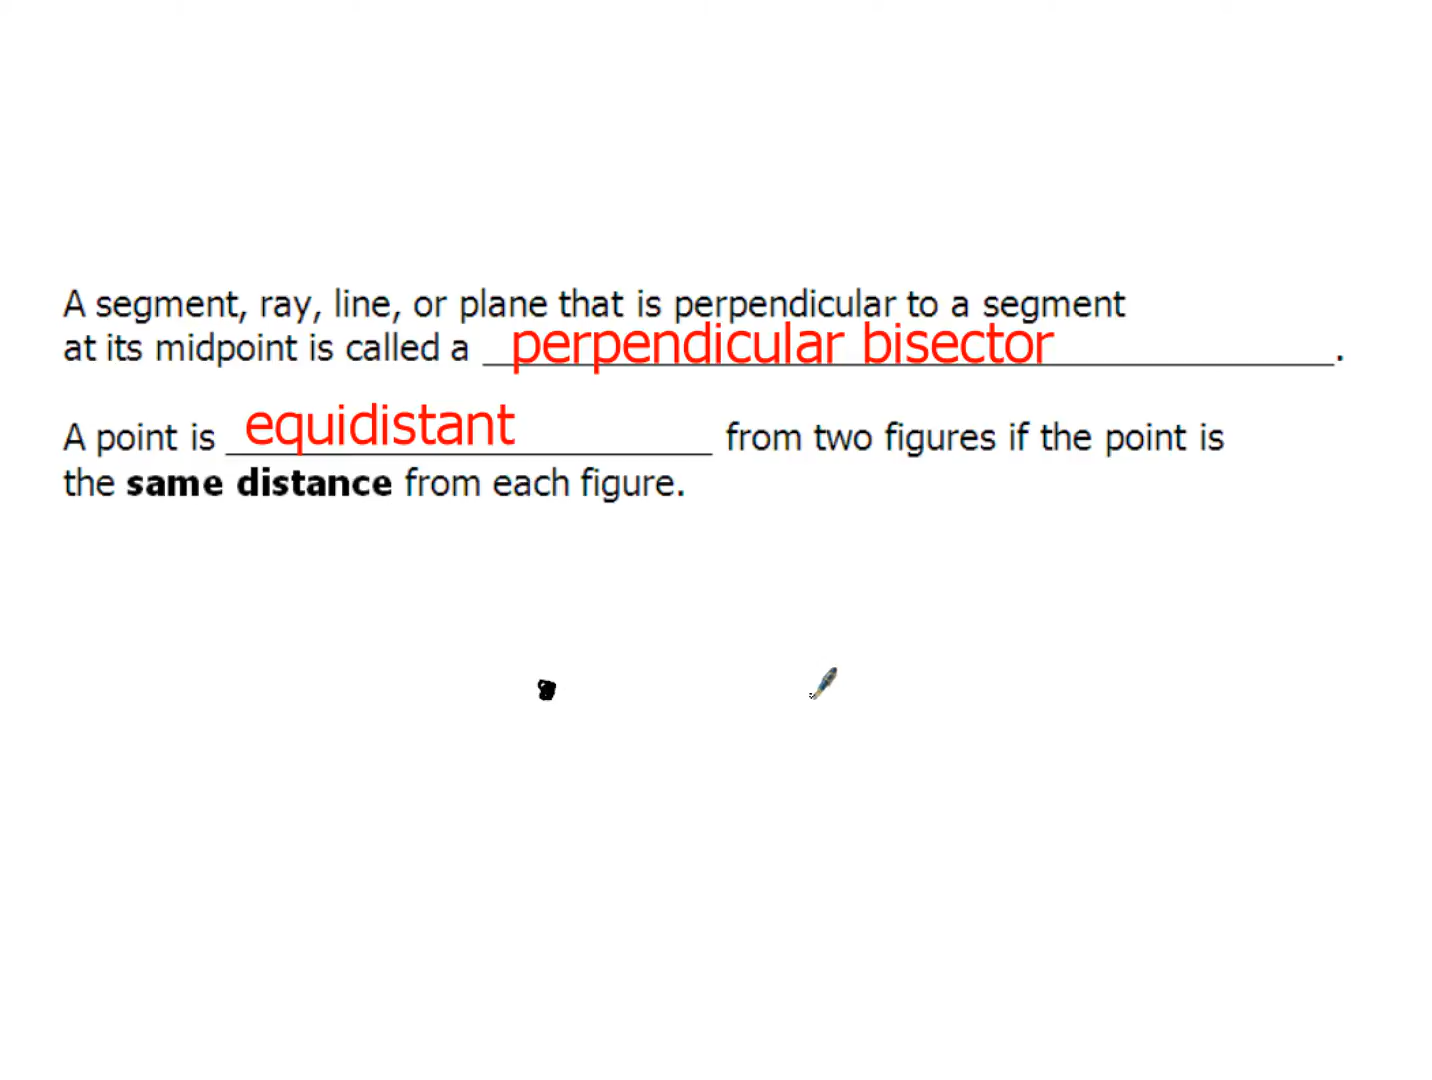 A segment, ray, line, or plane that is perpendicular to a segment
at its midpoint is called a perpendicular bisector.
A point is equidistant from two figures if the point is
the same distance from each figure.